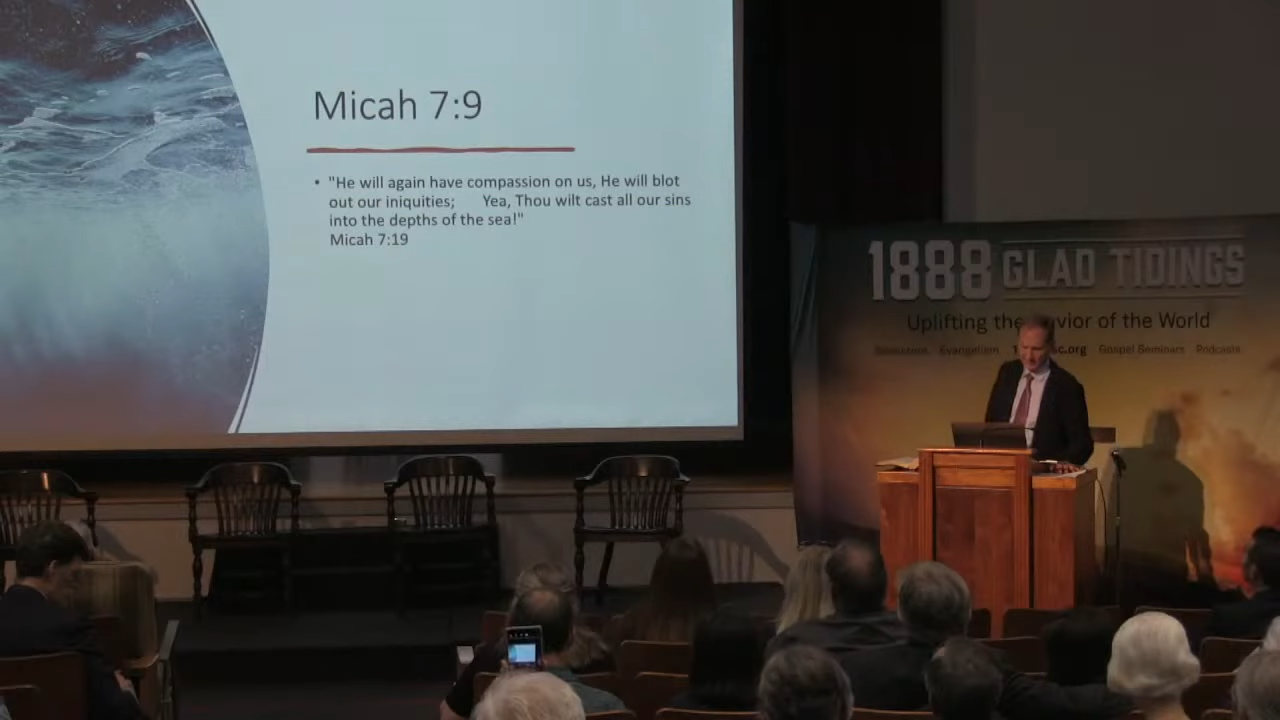 Micah 7:9
• "He will again have compassion on us, He will blot
out our iniquities; Yea, Thou wilt cast all our sins
into the depths of the sea!"
Micah 7:19
1888 GLAD TIDINGS
Uplifting the vior of the World
Evangelism c.org Gospel Seminars Podcasts